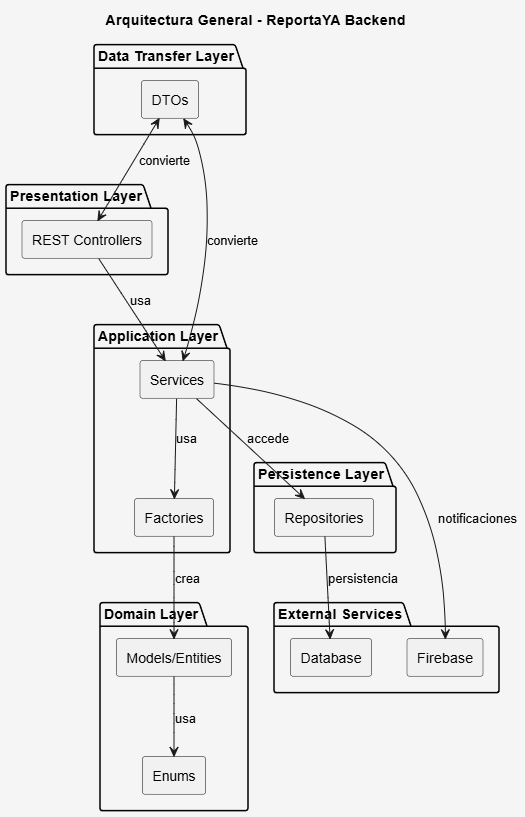 Arquitectura General - ReportaYA Backend
Data Transfer Layer
DTOs
convierte
Presentation Layer
REST Controllers
convierte
usa
Application Layer
Services
usa
accede
Persistence Layer
Factories
Repositories
notificaciones
crea
persistencia
Domain Layer
External Services
Models/Entities
Database
Firebase
usa
Enums